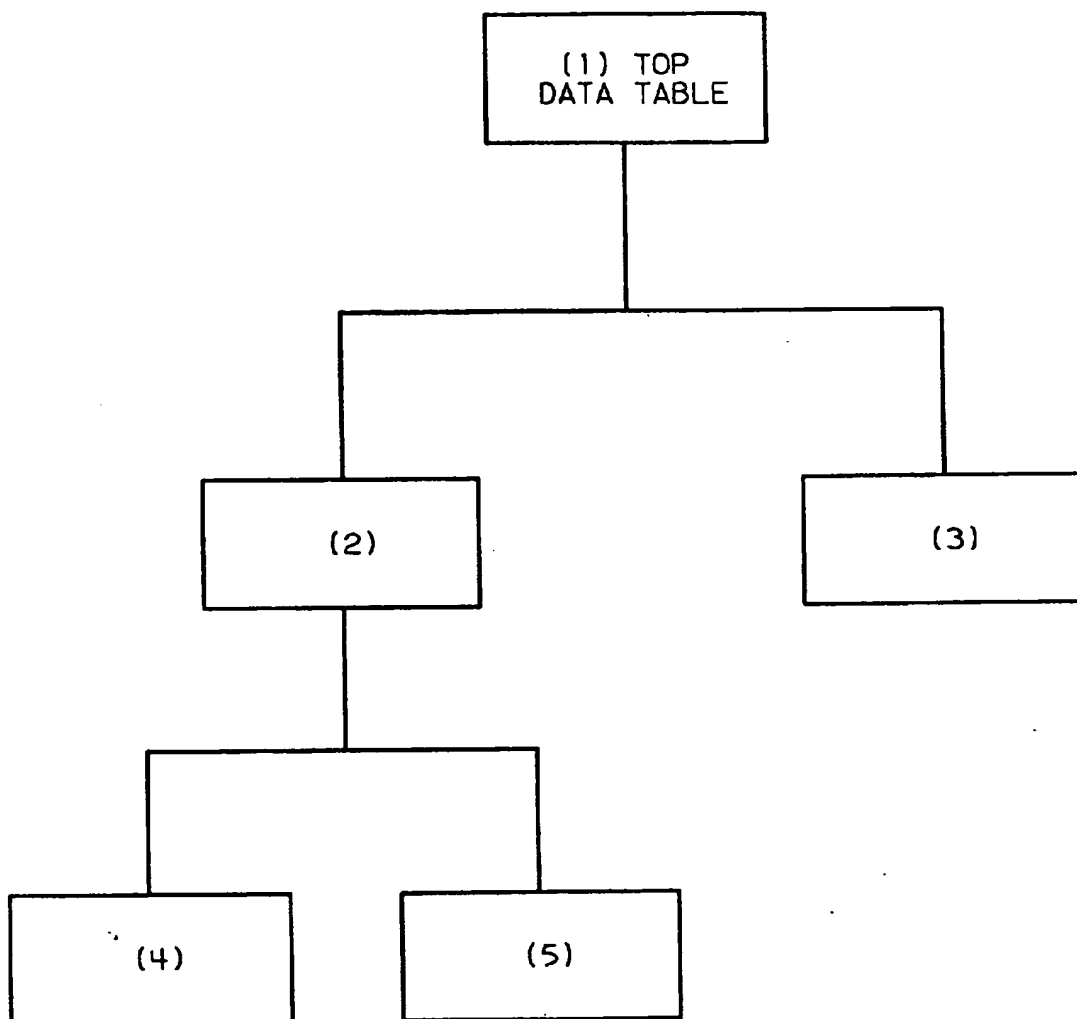 (1) TOP
DATA TABLE
(2)
(3)
(4)
(5)